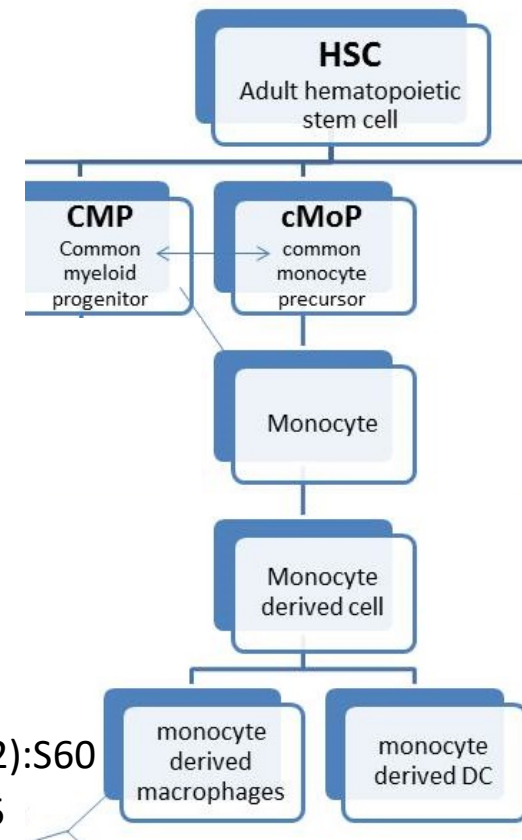 HSC
Adult hematopoietic
stem cell
CMP
Common
myeloid
progenitor
cMoP
common
monocyte
precursor
Monocyte
Monocyte
derived cell
monocyte
derived
macrophages
monocyte
derived DC
2):S60